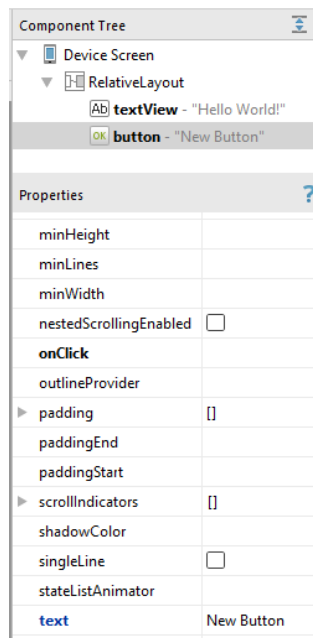 Component Tree
Device Screen
RelativeLayout
Ab textView - "Hello World!"
OK button - "New Button"
Properties ?
minHeight
minLines
minWidth
nestedScrollingEnabled
onClick
outlineProvider
padding []
paddingEnd
paddingStart
scrollIndicators []
shadowColor
singleLine
stateListAnimator
text New Button